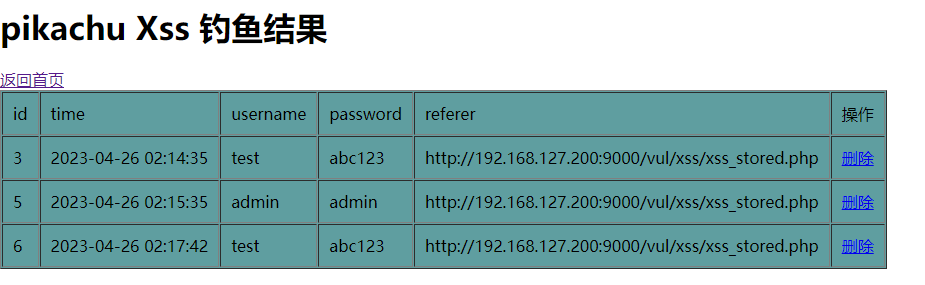 pikachu Xss 钓鱼结果
返回首页
id time username password referer 操作
3 2023-04-26 02:14:35 test abc123 http://192.168.127.200:9000/vul/xss/xss_stored.php 删除
5 2023-04-26 02:15:35 admin admin http://192.168.127.200:9000/vul/xss/xss_stored.php 删除
6 2023-04-26 02:17:42 test abc123 http://192.168.127.200:9000/vul/xss/xss_stored.php 删除